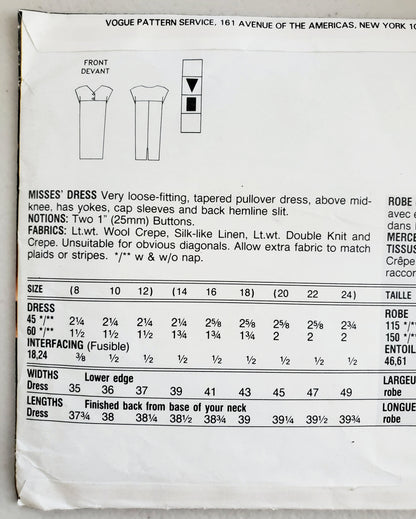 VOGUE PATTERN SERVICE, 161 AVENUE OF THE AMERICAS, NEW YORK 10
FRONT
DEVANT
MISSES' DRESS Very loose-fitting, tapered pullover dress, above mid-
knee, has yokes, cap sleeves and back hemline slit.
NOTIONS: Two 1" (25mm) Buttons.
FABRICS: Lt.wt. Wool Crepe, Silk-like Linen, Lt.wt. Double Knit and
Crepe. Unsuitable for obvious diagonals. Allow extra fabric to match
plaids or stripes. */** w & w/o nap.
SIZE (8 10 12) (14 16 18) (20 22 24)
DRESS
45 */** 2¼ 2¼ 2¼ 2¼ 2⅝ 2⅝ 2⅝ 2⅝ 2¾
60 */** 1½ 1½ 1½ 1¾ 1¾ 1¾ 2 2 2
INTERFACING (Fusible)
18,24 ⅜ ½ ½ ½ ½ ½ ½ ½ ½
WIDTHS Lower edge
Dress 35 36 37 39 41 43 45 47 49
LENGTHS Finished back from base of your neck
Dress 37¾ 38 38¼ 38½ 38¾ 39 39¼ 39½ 39¾
ROBE
avec e
dans
MERCE
TISSUS
Crêpe
raccor
TAILLE
ROBE
115 */**
150 */**
ENTOIL
46,61
LARGEU
robe
LONGUE
robe